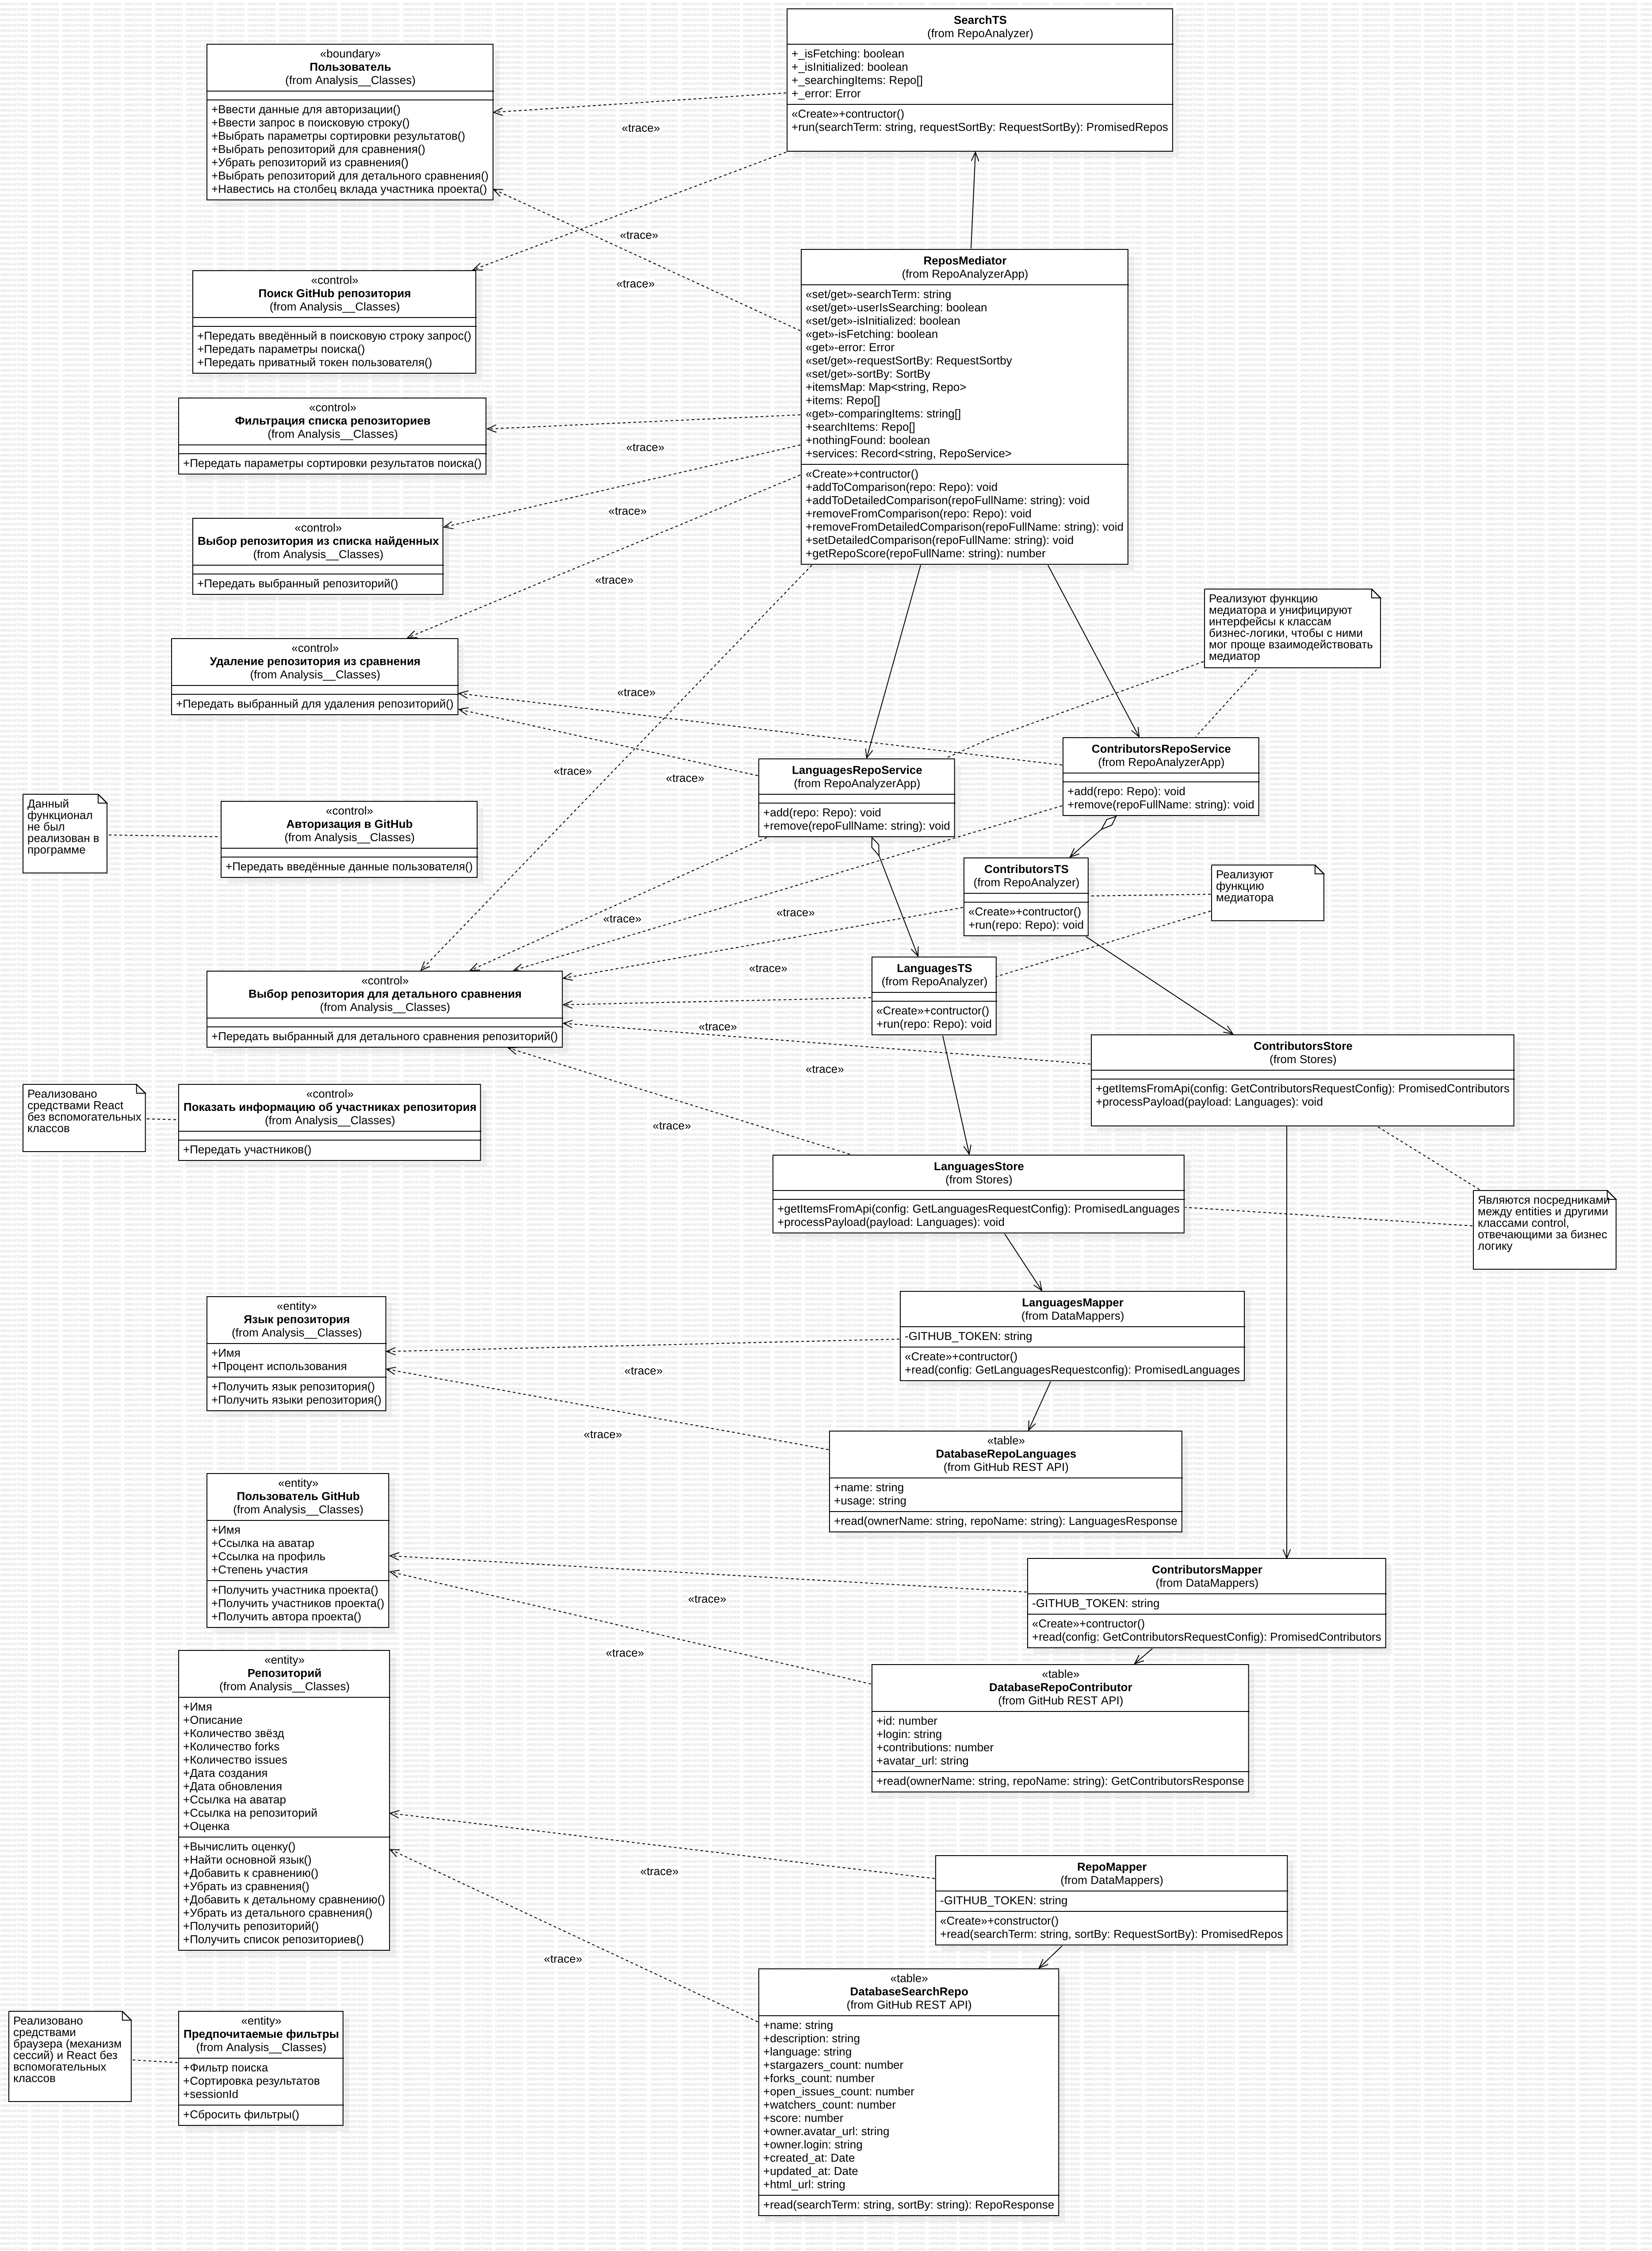 SearchTS
(from RepoAnalyzer)
+_isFetching: boolean
+_isInitialized: boolean
+_searchingItems: Repo[]
+_error: Error
«Create»+contructor()
+run(searchTerm: string, requestSortBy: RequestSortBy): PromisedRepos
«boundary»
Пользователь
(from Analysis__Classes)
+Ввести данные для авторизации()
+Ввести запрос в поисковую строку()
+Выбрать параметры сортировки результатов()
+Выбрать репозиторий для сравнения()
+Убрать репозиторий из сравнения()
+Выбрать репозиторий для детального сравнения()
+Навестись на столбец вклада участника проекта()
«trace»
«trace»
«trace»
ReposMediator
(from RepoAnalyzerApp)
«set/get»-searchTerm: string
«set/get»-userIsSearching: boolean
«set/get»-isInitialized: boolean
«get»-isFetching: boolean
«get»-error: Error
«set/get»-requestSortBy: RequestSortby
«set/get»-sortBy: SortBy
+itemsMap: Map<string, Repo>
+items: Repo[]
«get»-comparingItems: string[]
+searchItems: Repo[]
+nothingFound: boolean
+services: Record<string, RepoService>
«Create»+contructor()
+addToComparison(repo: Repo): void
+addToDetailedComparison(repoFullName: string): void
+removeFromComparison(repo: Repo): void
+removeFromDetailedComparison(repoFullName: string): void
+setDetailedComparison(repoFullName: string): void
+getRepoScore(repoFullName: string): number
«control»
Поиск GitHub репозитория
(from Analysis__Classes)
+Передать введённый в поисковую строку запрос()
+Передать параметры поиска()
+Передать приватный токен пользователя()
«control»
Фильтрация списка репозиториев
(from Analysis__Classes)
+Передать параметры сортировки результатов поиска()
«trace»
«trace»
«control»
Выбор репозитория из списка найденных
(from Analysis__Classes)
+Передать выбранный репозиторий()
«trace»
Реализуют функцию
медиатора и унифицируют
интерфейсы к классам
бизнес-логики, чтобы с ними
мог проще взаимодействовать
медиатор
«control»
Удаление репозитория из сравнения
(from Analysis__Classes)
+Передать выбранный для удаления репозиторий()
«trace»
«trace»
«trace»
LanguagesRepoService
(from RepoAnalyzerApp)
+add(repo: Repo): void
+remove(repoFullName: string): void
ContributorsRepoService
(from RepoAnalyzerApp)
+add(repo: Repo): void
+remove(repoFullName: string): void
Данный
функционал
не был
реализован в
программе
«control»
Авторизация в GitHub
(from Analysis__Classes)
+Передать введённые данные пользователя()
ContributorsTS
(from RepoAnalyzer)
«Create»+contructor()
+run(repo: Repo): void
Реализуют
функцию
медиатора
«trace»
«trace»
«trace»
LanguagesTS
(from RepoAnalyzer)
«Create»+contructor()
+run(repo: Repo): void
«control»
Выбор репозитория для детального сравнения
(from Analysis__Classes)
+Передать выбранный для детального сравнения репозиторий()
«trace»
«trace»
«trace»
ContributorsStore
(from Stores)
+getItemsFromApi(config: GetContributorsRequestConfig): PromisedContributors
+processPayload(payload: Languages): void
Реализовано
средствами React
без вспомогательных
классов
«control»
Показать информацию об участниках репозитория
(from Analysis__Classes)
+Передать участников()
LanguagesStore
(from Stores)
+getItemsFromApi(config: GetLanguagesRequestConfig): PromisedLanguages
+processPayload(payload: Languages): void
Являются посредниками
между entities и другими
классами control,
отвечающими за бизнес
логику
«entity»
Язык репозитория
(from Analysis__Classes)
+Имя
+Процент использования
+Получить язык репозитория()
+Получить языки репозитория()
«trace»
«trace»
LanguagesMapper
(from DataMappers)
-GITHUB_TOKEN: string
«Create»+contructor()
+read(config: GetLanguagesRequestconfig): PromisedLanguages
«table»
DatabaseRepoLanguages
(from GitHub REST API)
+name: string
+usage: string
+read(ownerName: string, repoName: string): LanguagesResponse
«entity»
Пользователь GitHub
(from Analysis__Classes)
+Имя
+Ссылка на аватар
+Ссылка на профиль
+Степень участия
+Получить участника проекта()
+Получить участников проекта()
+Получить автора проекта()
«trace»
«trace»
ContributorsMapper
(from DataMappers)
-GITHUB_TOKEN: string
«Create»+contructor()
+read(config: GetContributorsRequestConfig): PromisedContributors
«table»
DatabaseRepoContributor
(from GitHub REST API)
+id: number
+login: string
+contributions: number
+avatar_url: string
+read(ownerName: string, repoName: string): GetContributorsResponse
«entity»
Репозиторий
(from Analysis__Classes)
+Имя
+Описание
+Количество звёзд
+Количество forks
+Количество issues
+Дата создания
+Дата обновления
+Ссылка на аватар
+Ссылка на репозиторий
+Оценка
+Вычислить оценку()
+Найти основной язык()
+Добавить к сравнению()
+Убрать из сравнения()
+Добавить к детальному сравнению()
+Убрать из детального сравнения()
+Получить репозиторий()
+Получить список репозиториев()
«trace»
«trace»
RepoMapper
(from DataMappers)
-GITHUB_TOKEN: string
«Create»+constructor()
+read(searchTerm: string, sortBy: RequestSortBy): PromisedRepos
«table»
DatabaseSearchRepo
(from GitHub REST API)
+name: string
+description: string
+language: string
+stargazers_count: number
+forks_count: number
+open_issues_count: number
+watchers_count: number
+score: number
+owner.avatar_url: string
+owner.login: string
+created_at: Date
+updated_at: Date
+html_url: string
+read(searchTerm: string, sortBy: string): RepoResponse
Реализовано
средствами
браузера (механизм
сессий) и React без
вспомогательных
классов
«entity»
Предпочитаемые фильтры
(from Analysis__Classes)
+Фильтр поиска
+Сортировка результатов
+sessionId
+Сбросить фильтры()